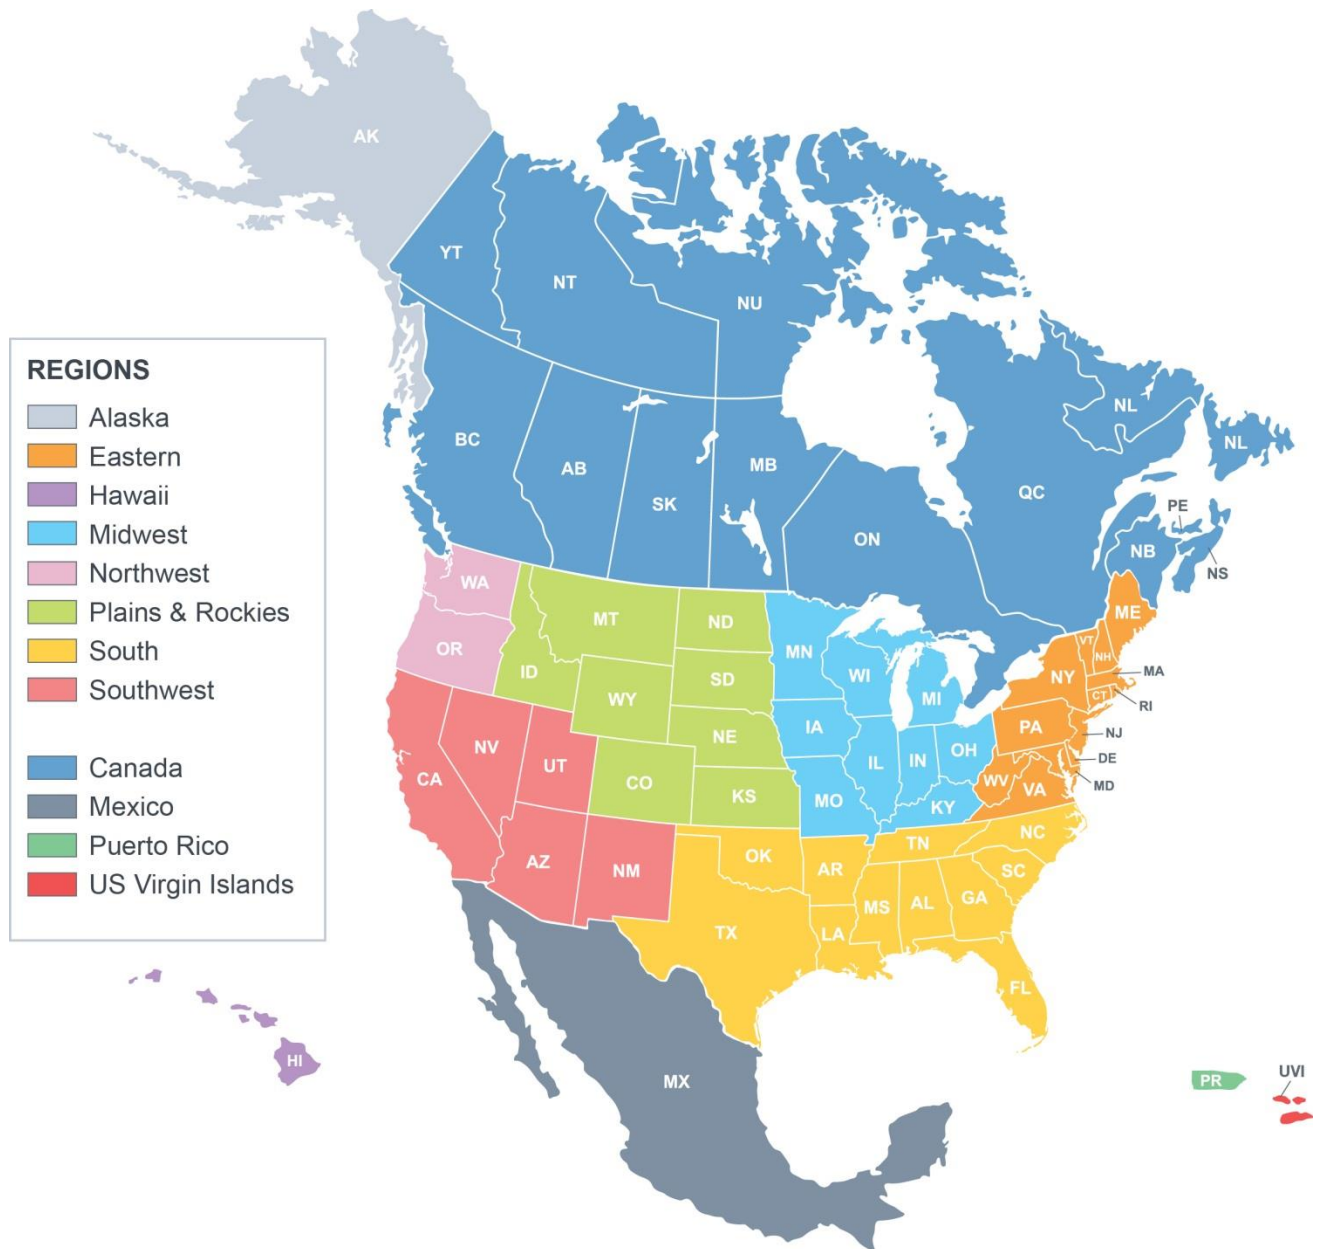 AK
YT
NT
NU
REGIONS
Alaska
Eastern
Hawaii
Midwest
Northwest
Plains & Rockies
South
Southwest
Canada
Mexico
Puerto Rico
US Virgin Islands
BC
AB
SK
MB
ON
QC
NL
NL
PE
NB
NS
WA
OR
MT
ID
WY
ND
SD
NE
CO
KS
MN
WI
MI
IA
IL
IN
OH
MO
KY
ME
VT
NH
NY
MA
CT
RI
PA
NJ
DE
MD
WV
VA
CA
NV
UT
AZ
NM
OK
TX
AR
LA
TN
NC
SC
MS
AL
GA
FL
HI
MX
PR
UVI